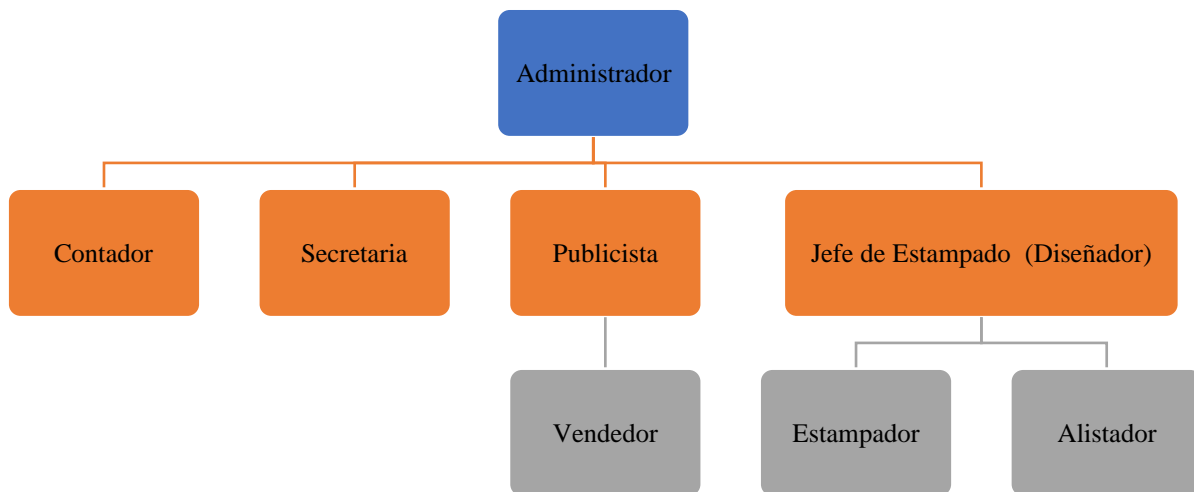 Administrador
Contador
Secretaria
Publicista
Jefe de Estampado  (Diseñador)
Vendedor
Estampador
Alistador